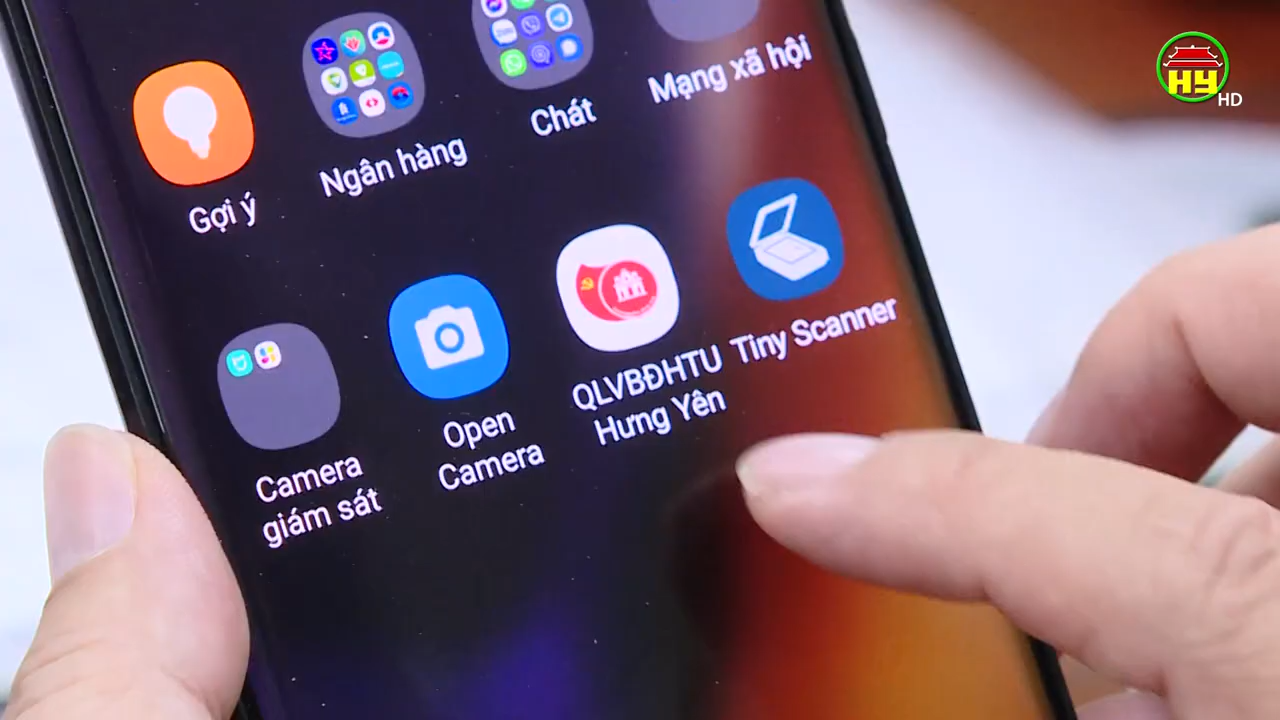 HY
HD
Mạng xã hội
Chát
Ngân hàng
Gợi ý
Tiny Scanner
QLVBĐHTU
Hưng Yên
Open
Camera
Camera
giám sát